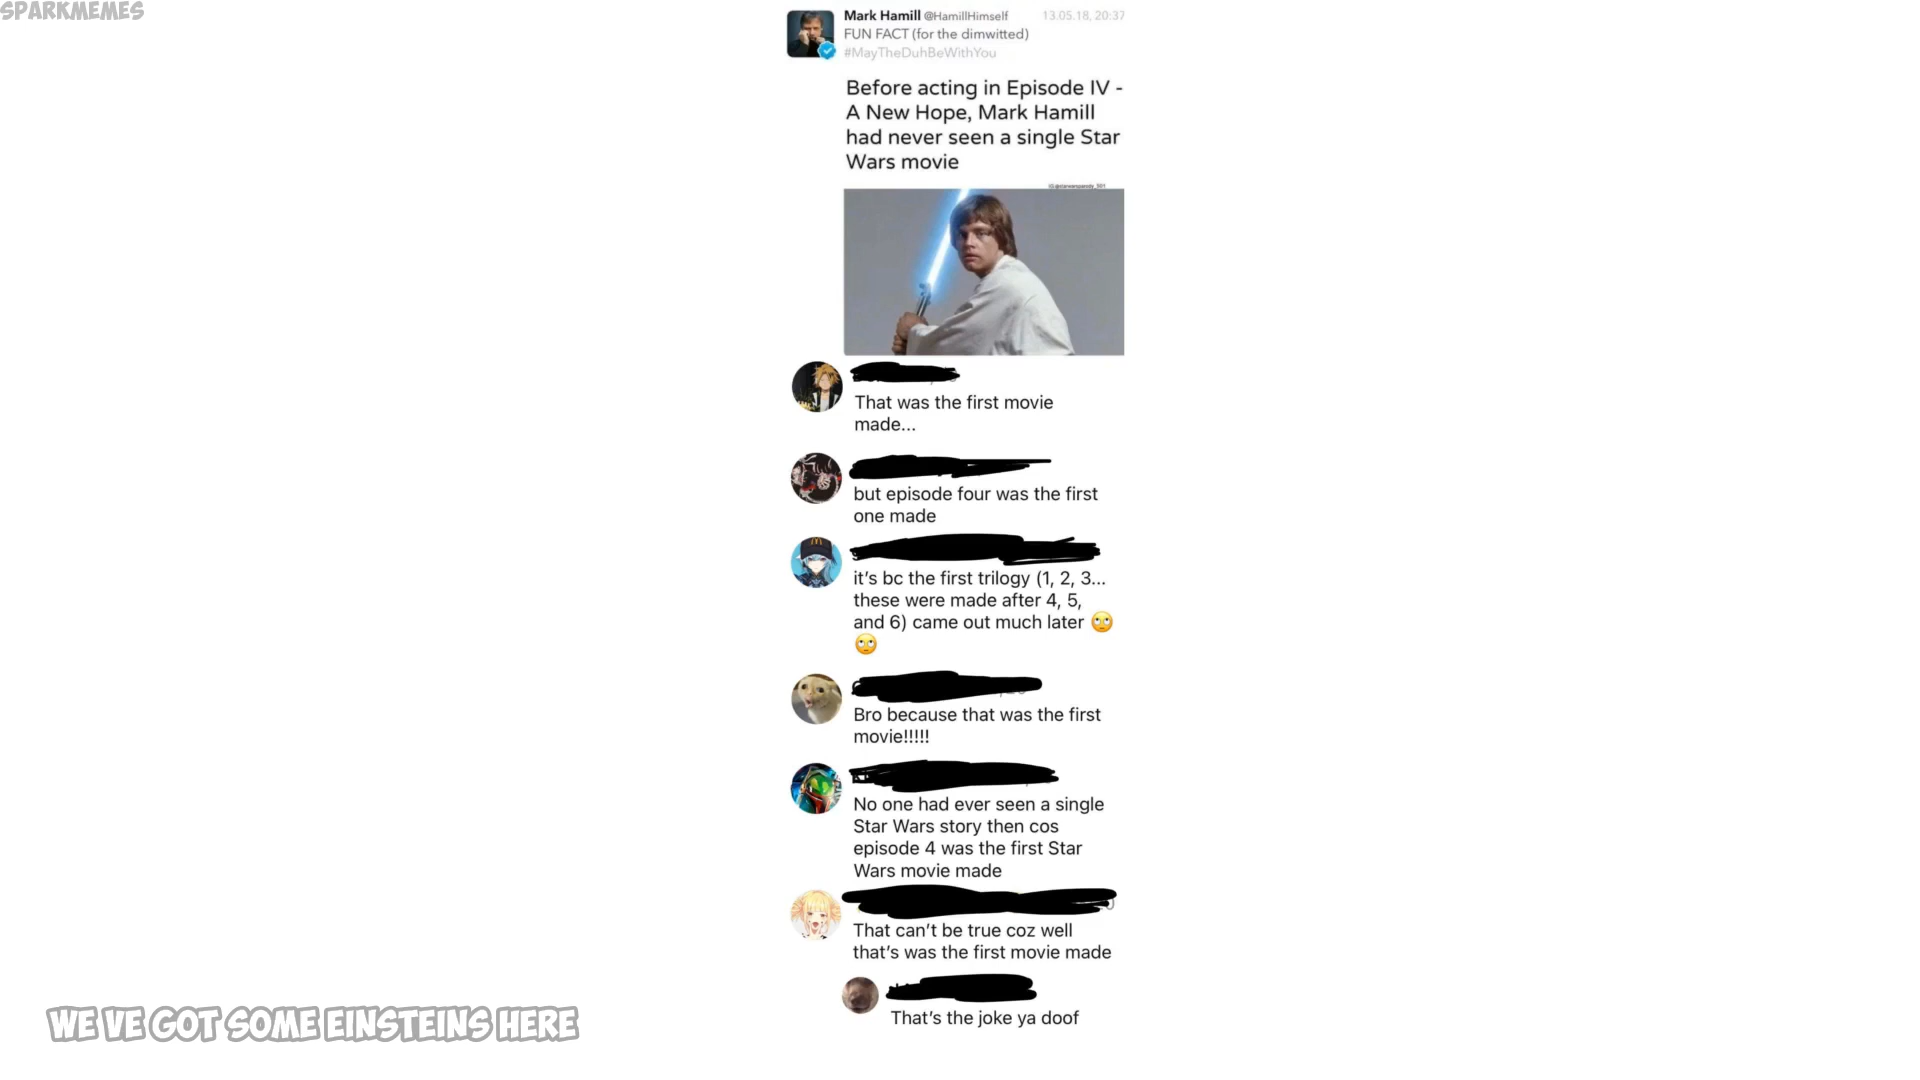 SPARKMEMES
Mark Hamill @HamillHimself 13.05.18, 20:37
FUN FACT (for the dimwitted)
#MayTheDuhBeWithYou
Before acting in Episode IV -
A New Hope, Mark Hamill
had never seen a single Star
Wars movie
That was the first movie
made...
but episode four was the first
one made
it's bc the first trilogy (1, 2, 3...
these were made after 4, 5,
and 6) came out much later 🙄
🙄
Bro because that was the first
movie!!!!!
No one had ever seen a single
Star Wars story then cos
episode 4 was the first Star
Wars movie made
That can't be true coz well
that's was the first movie made
That's the joke ya doof
WE VE GOT SOME EINSTEINS HERE